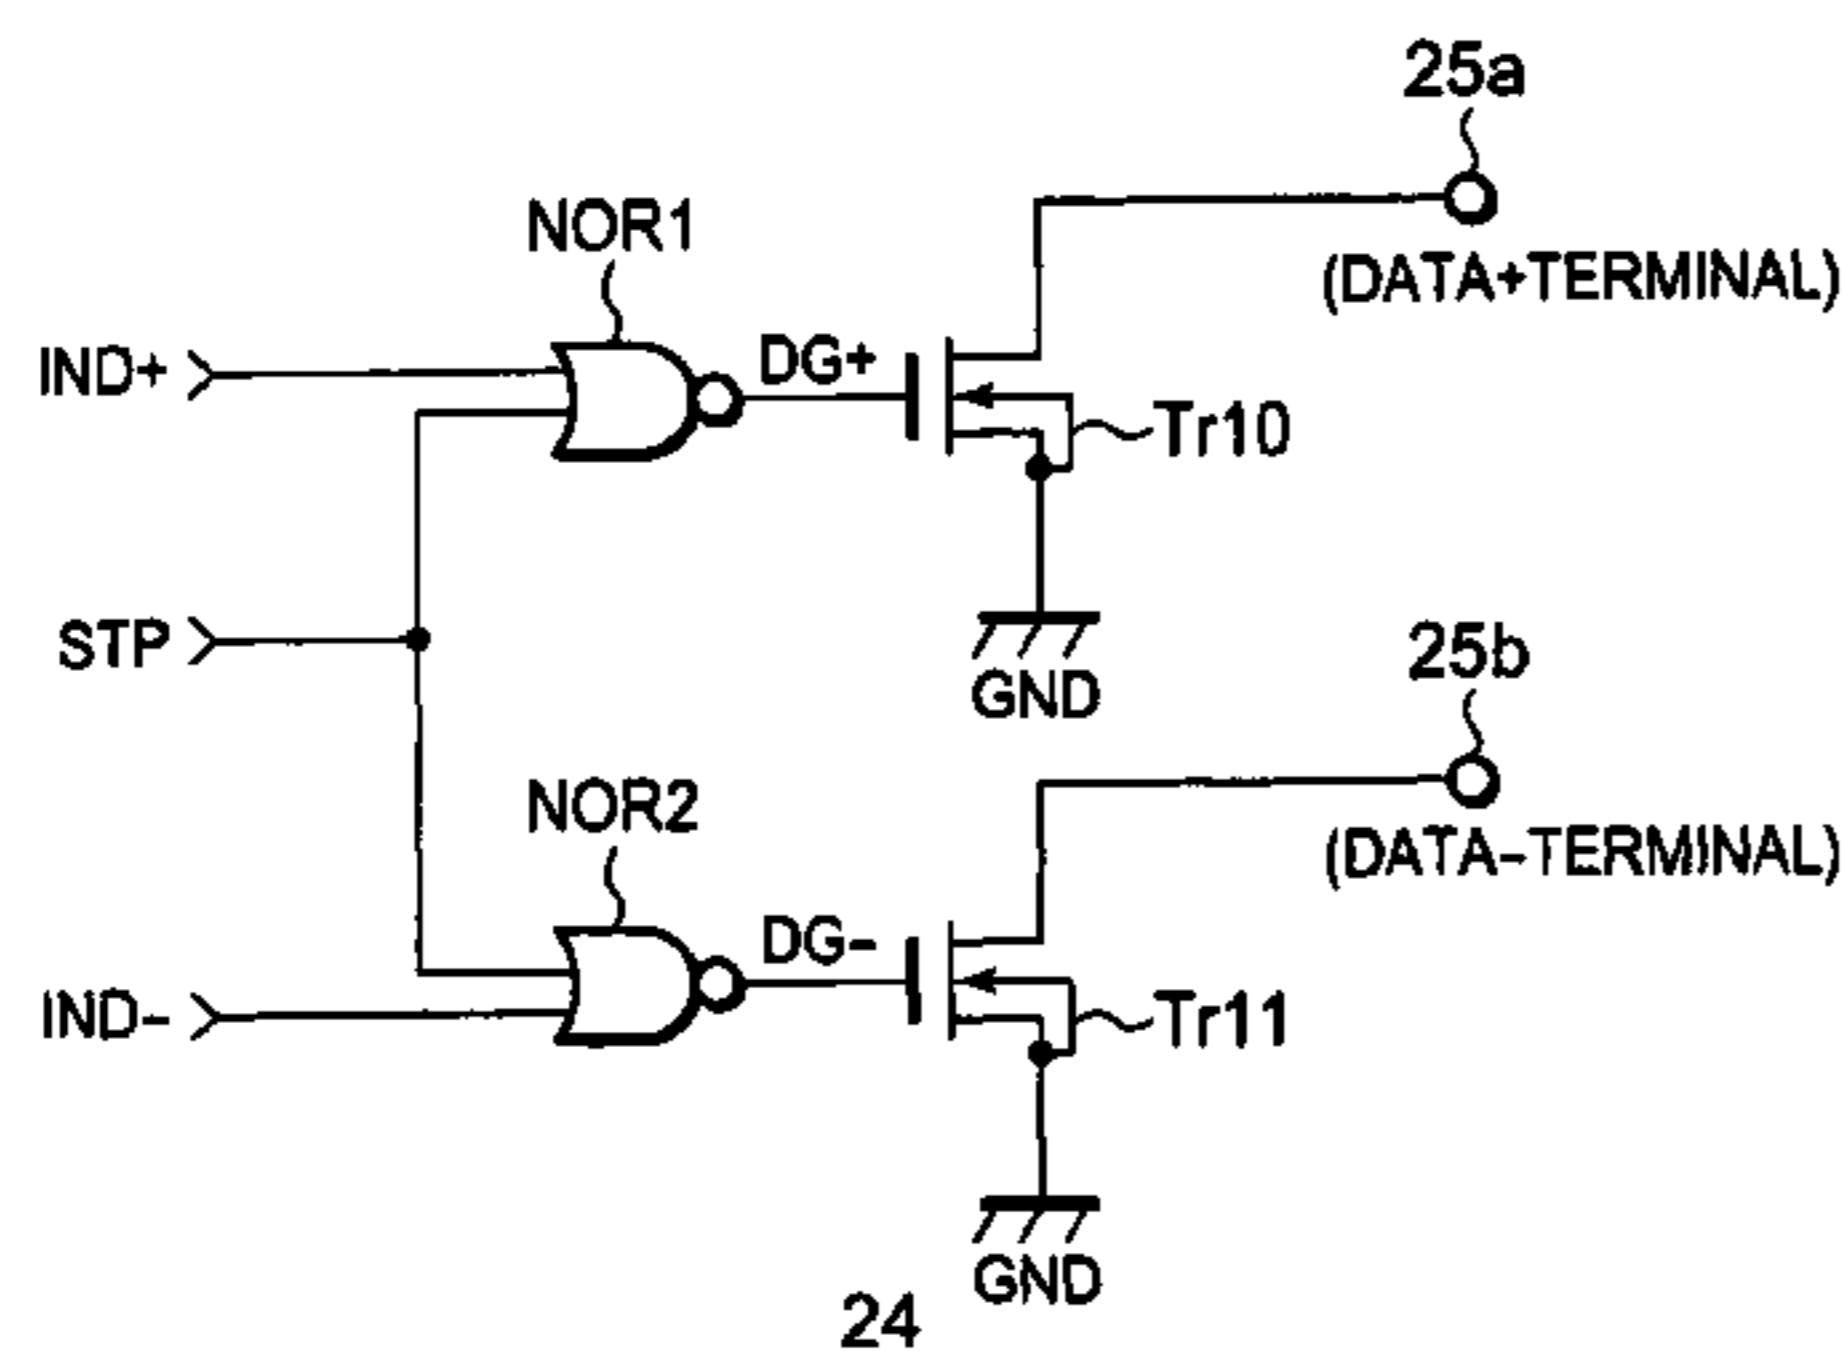 25a
NOR1
(DATA+TERMINAL)
IND+
DG+
Tr10
STP
GND
25b
NOR2
(DATA-TERMINAL)
DG-
IND-
Tr11
GND
24